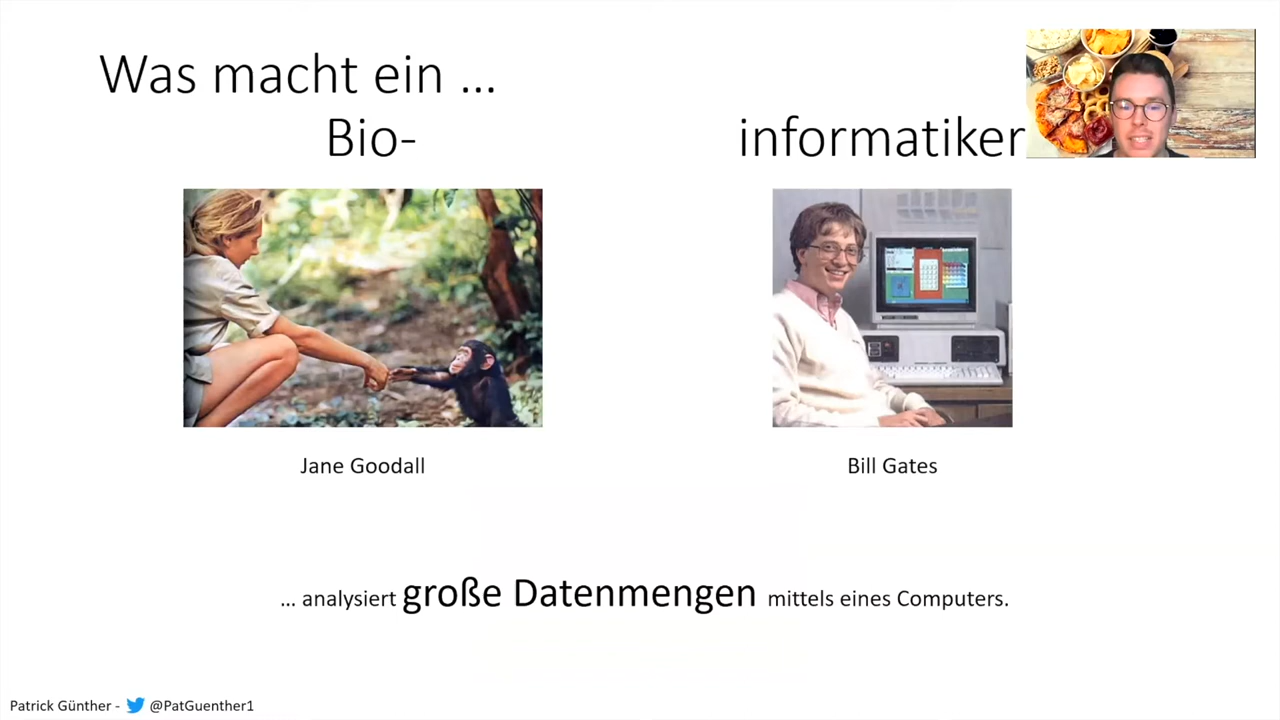 Was macht ein ...
Bio-
informatiker
Jane Goodall
Bill Gates
... analysiert große Datenmengen mittels eines Computers.
Patrick Günther - @PatGuenther1